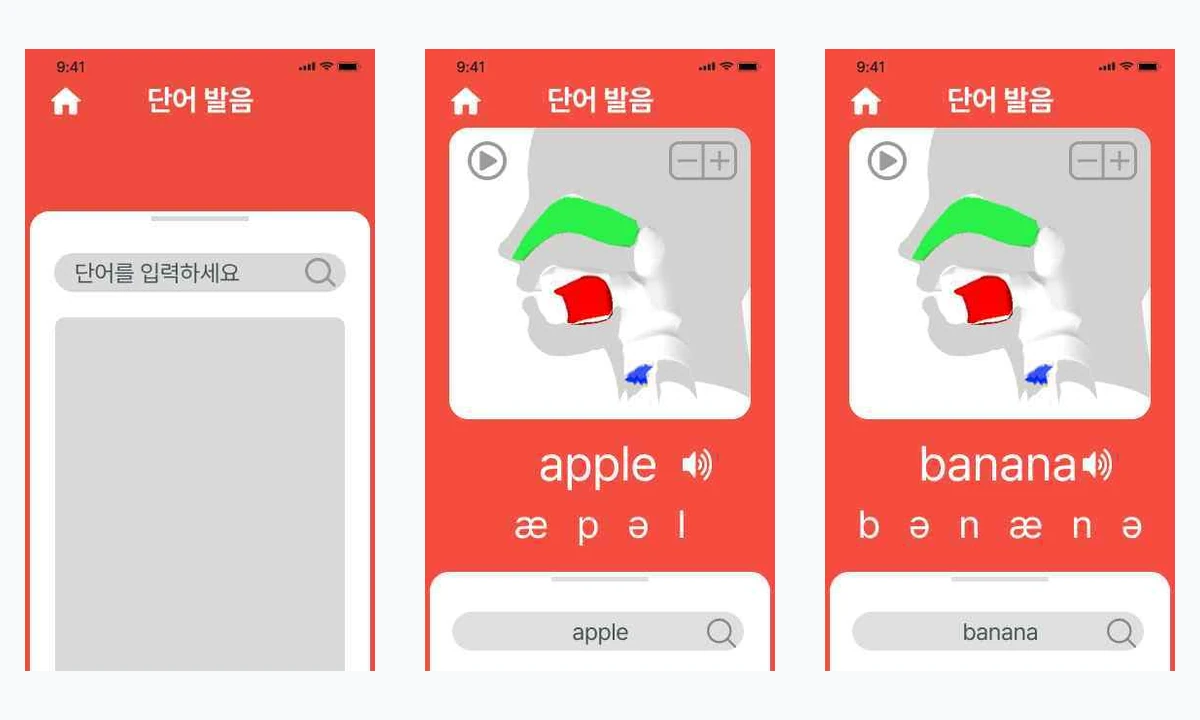 9:41
단어 발음
단어를 입력하세요
9:41
단어 발음
apple
æ p ə l
apple
9:41
단어 발음
banana
b ə n æ n ə
banana